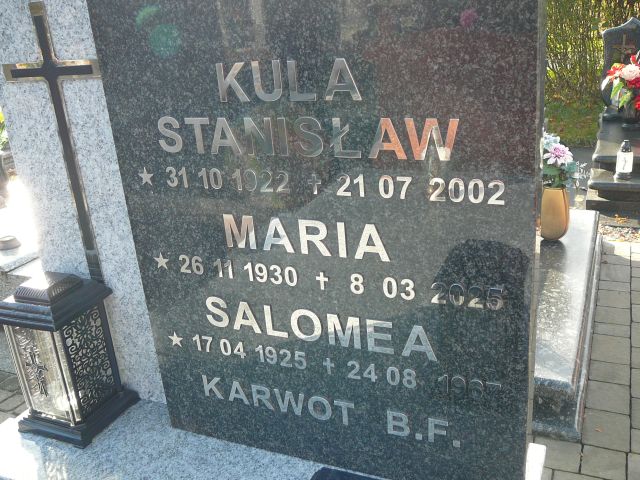 KULA
STANISŁAW
* 31 10 1922 + 21 07 2002
MARIA
* 26 11 1930 + 8 03 2025
SALOMEA
* 17 04 1925 + 24 08 1967
KARWOT B.F.